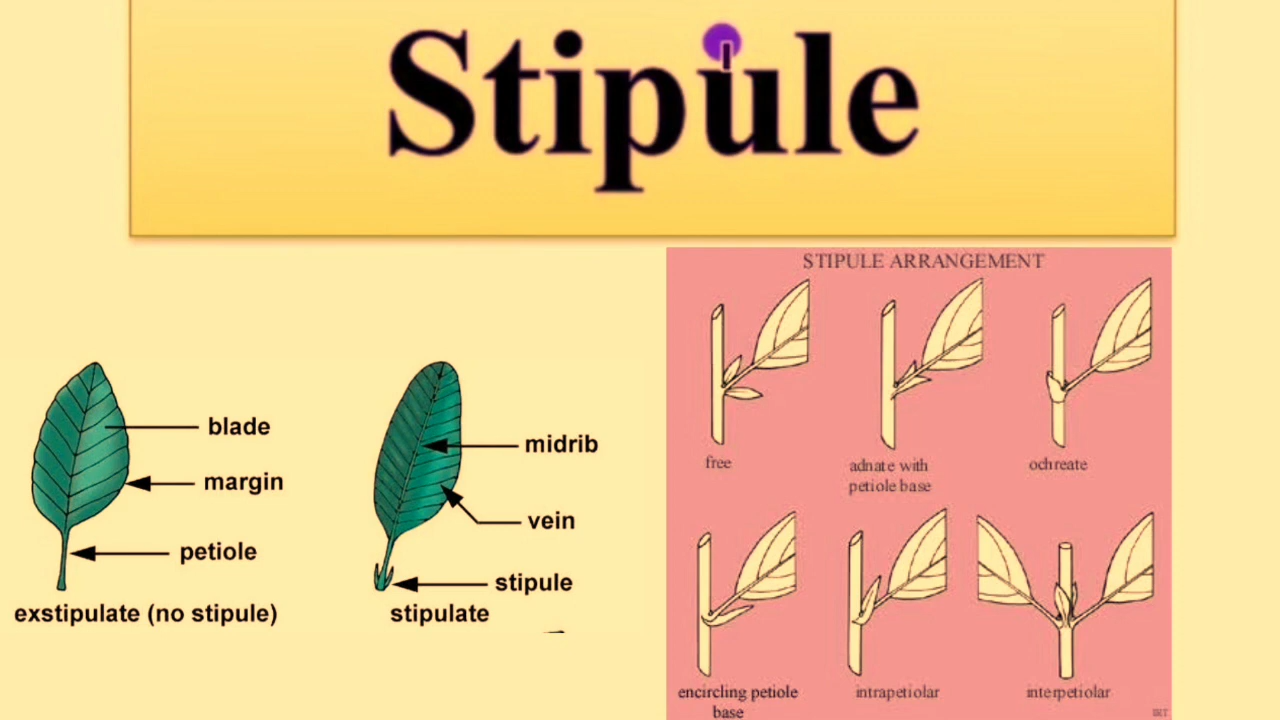 Stipule
blade
margin
petiole
exstipulate (no stipule)
midrib
vein
stipule
stipulate
STIPULE ARRANGEMENT
free
adnate with
petiole base
ochreate
encircling petiole
base
intrapetiolar
interpetiolar